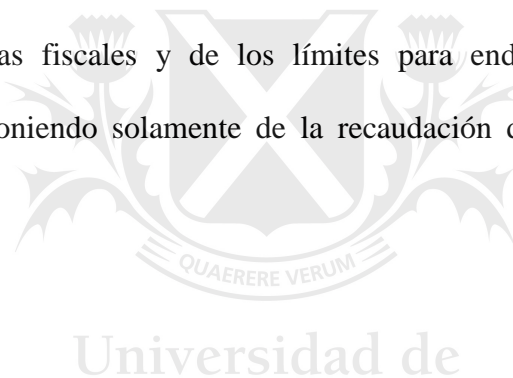 as fiscales y de los límites para end
oniendo solamente de la recaudación d
QUAERERE VERUM
Universidad de